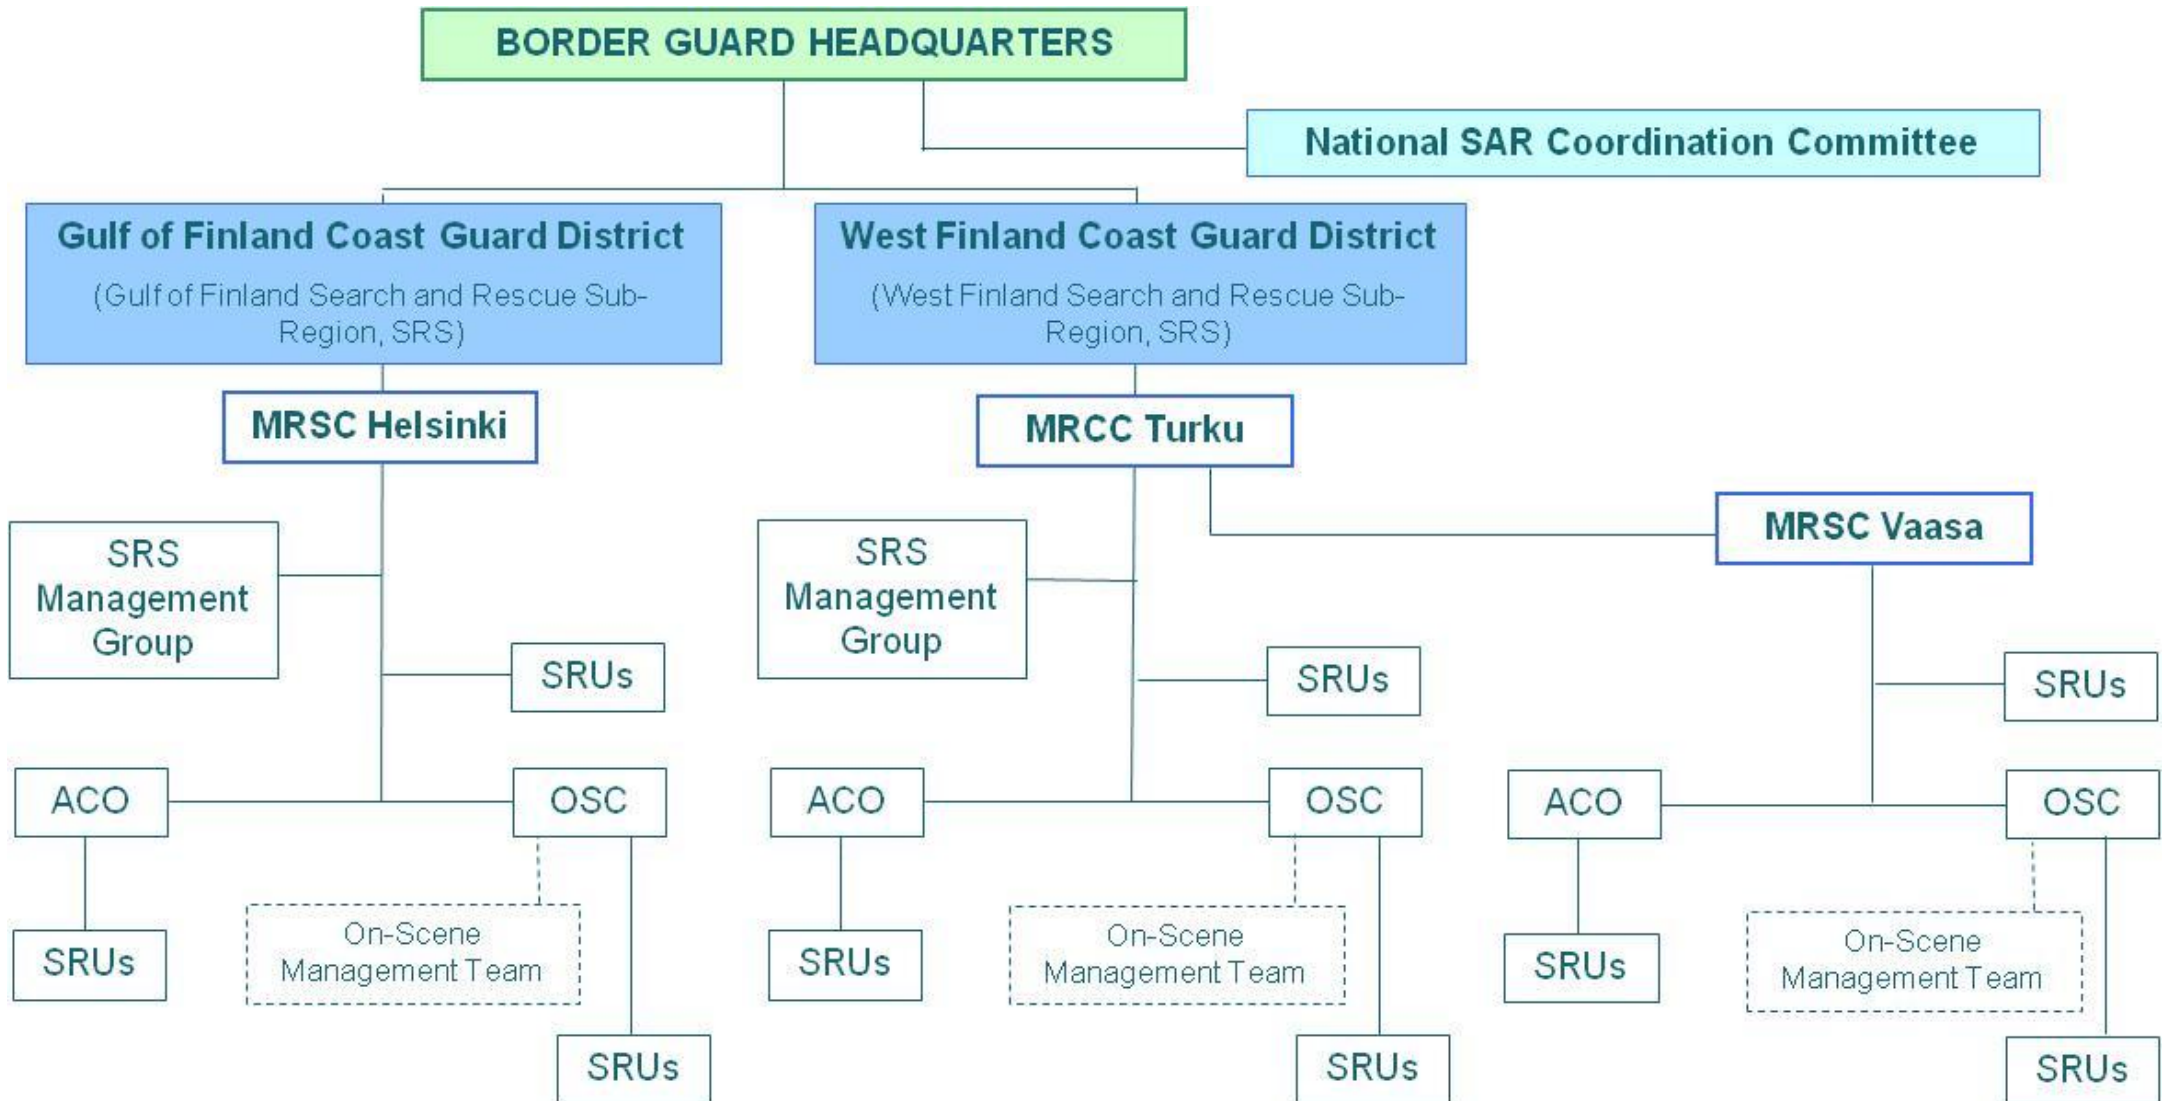 BORDER GUARD HEADQUARTERS
National SAR Coordination Committee
Gulf of Finland Coast Guard District
(Gulf of Finland Search and Rescue Sub-
Region, SRS)
West Finland Coast Guard District
(West Finland Search and Rescue Sub-
Region, SRS)
MRSC Helsinki
MRCC Turku
MRSC Vaasa
SRS
Management
Group
SRUs
SRS
Management
Group
SRUs
SRUs
ACO
OSC
ACO
OSC
ACO
OSC
SRUs
On-Scene
Management Team
SRUs
SRUs
On-Scene
Management Team
SRUs
SRUs
On-Scene
Management Team
SRUs